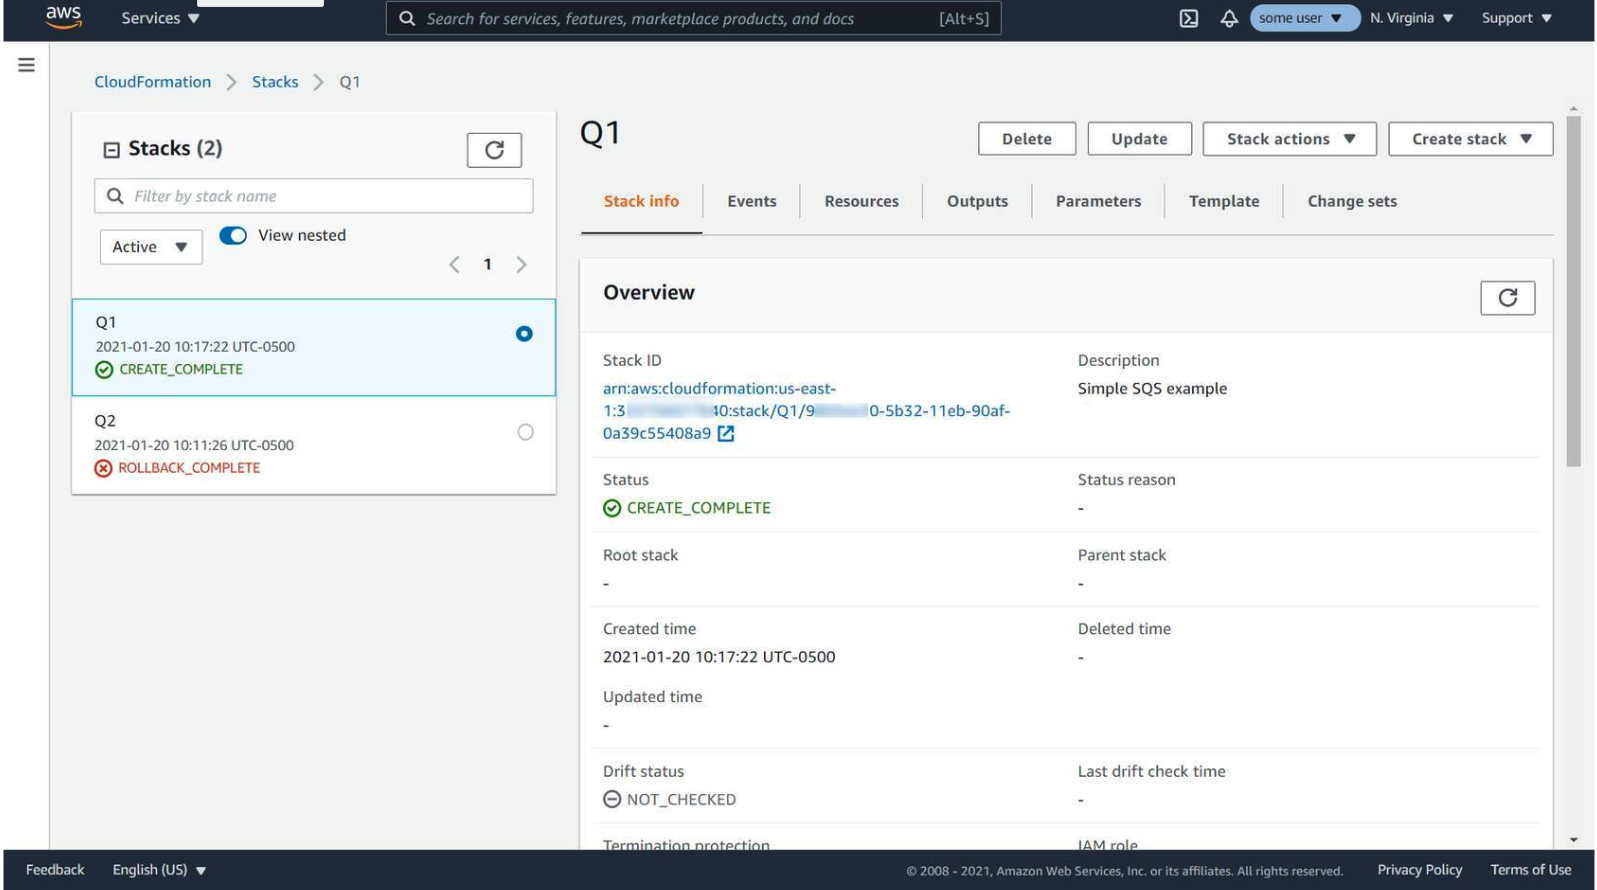 aws
Services
Search for services, features, marketplace products, and docs [Alt+S]
some user
N. Virginia
Support
CloudFormation
Stacks
Q1
Stacks (2)
Filter by stack name
Active
View nested
1
Q1
2021-01-20 10:17:22 UTC-0500
CREATE_COMPLETE
Q2
2021-01-20 10:11:26 UTC-0500
ROLLBACK_COMPLETE
Q1
Delete
Update
Stack actions
Create stack
Stack info
Events
Resources
Outputs
Parameters
Template
Change sets
Overview
Stack ID
arn:aws:cloudformation:us-east-
1:3 40:stack/Q1/9 0-5b32-11eb-90af-
0a39c55408a9
Description
Simple SQS example
Status
CREATE_COMPLETE
Status reason
-
Root stack
-
Parent stack
-
Created time
2021-01-20 10:17:22 UTC-0500
Deleted time
-
Updated time
-
Drift status
NOT_CHECKED
Last drift check time
-
Termination protection
IAM role
Feedback
English (US)
© 2008 - 2021, Amazon Web Services, Inc. or its affiliates. All rights reserved.
Privacy Policy
Terms of Use